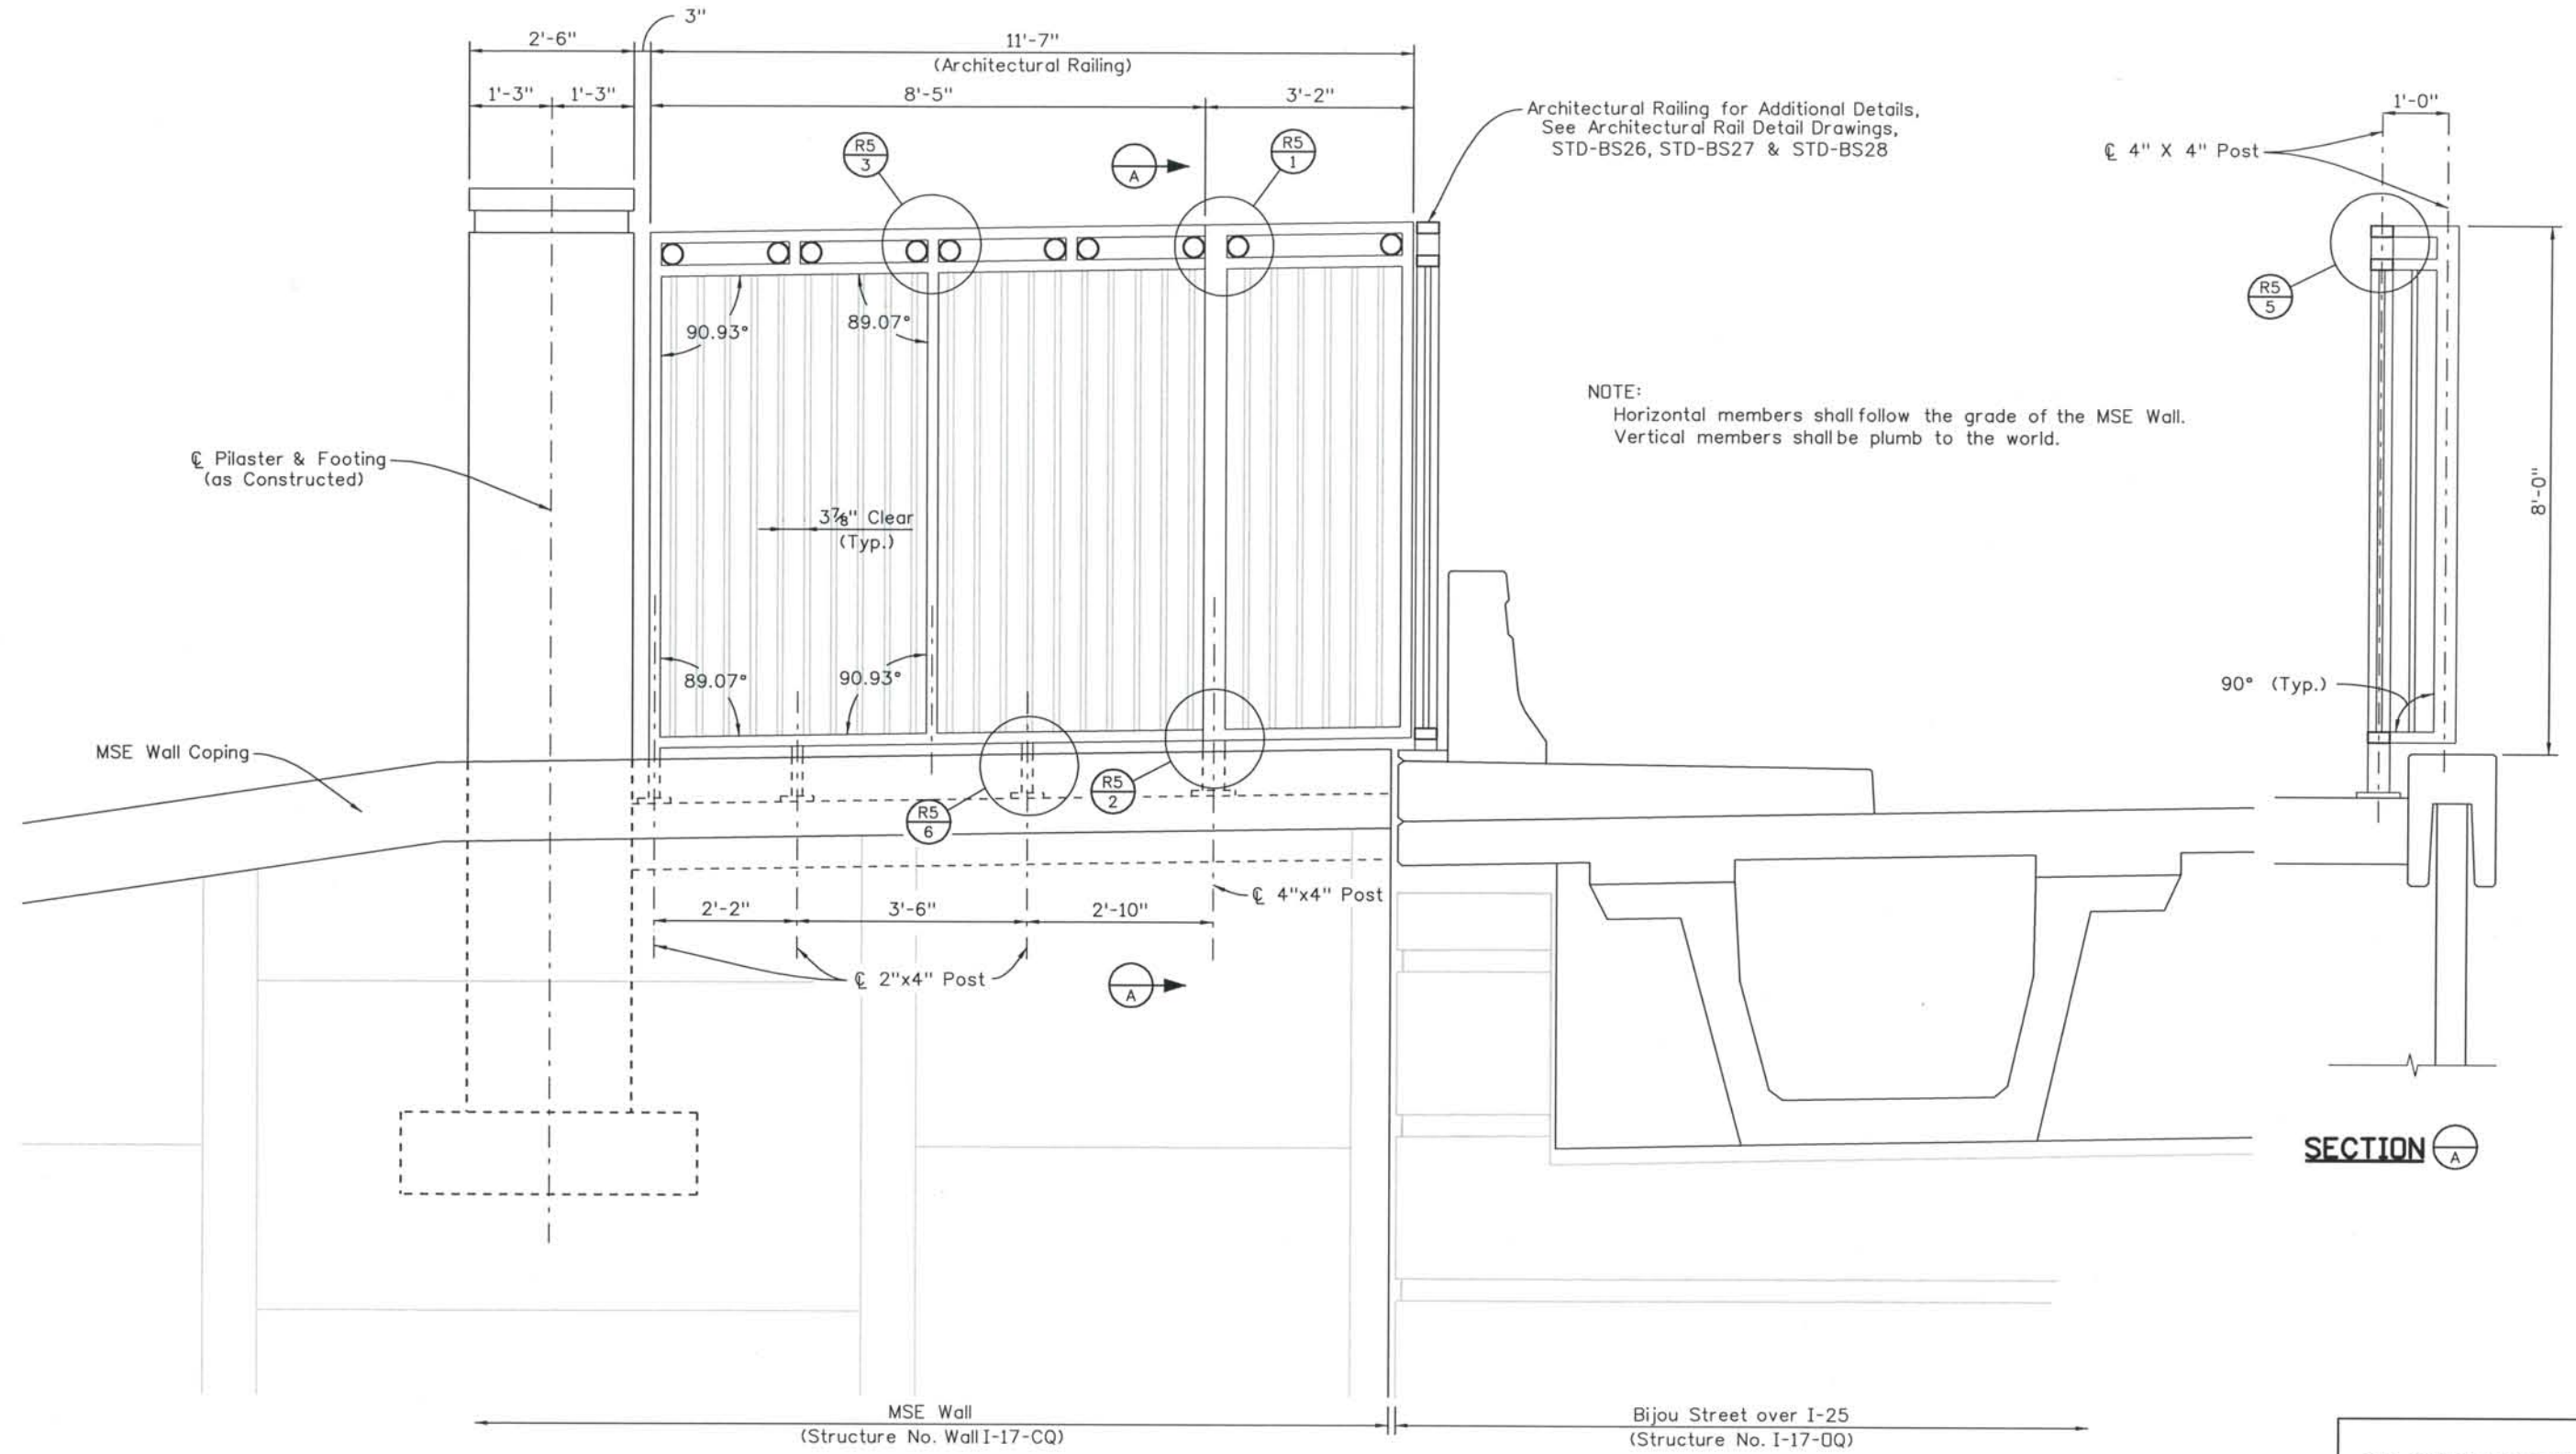 3"
2'-6"
11'-7"
(Architectural Railing)
1'-3"
1'-3"
8'-5"
3'-2"
R5
3
A
R5
1
Architectural Railing for Additional Details,
See Architectural Rail Detail Drawings,
STD-BS26, STD-BS27 & STD-BS28
1'-0"
℄ 4" X 4" Post
R5
5
90.93°
89.07°
NOTE:
Horizontal members shall follow the grade of the MSE Wall.
Vertical members shall be plumb to the world.
℄ Pilaster & Footing
(as Constructed)
8'-0"
3⅞" Clear
(Typ.)
89.07°
90.93°
90° (Typ.)
MSE Wall Coping
R5
2
R5
6
℄ 4"x4" Post
2'-2"
3'-6"
2'-10"
℄ 2"x4" Post
A
SECTION A
MSE Wall
(Structure No. Wall I-17-CQ)
Bijou Street over I-25
(Structure No. I-17-OQ)